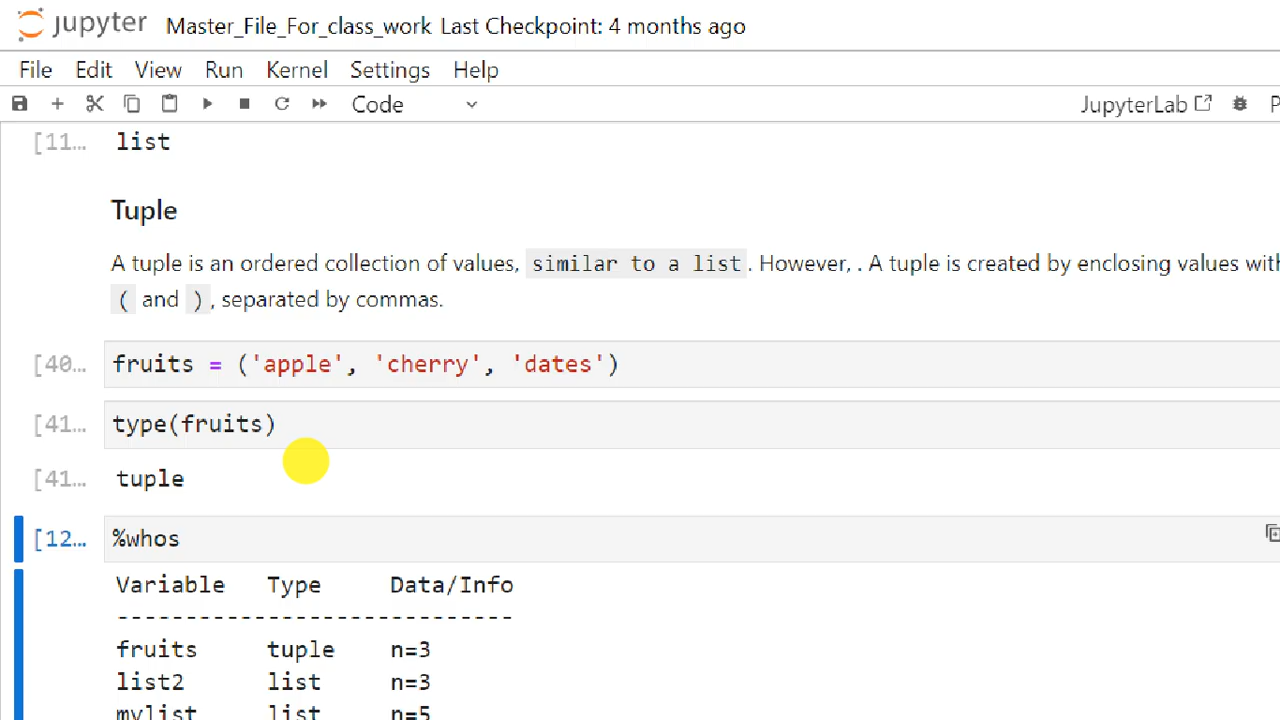 jupyter Master_File_For_class_work Last Checkpoint: 4 months ago
File Edit View Run Kernel Settings Help
Code JupyterLab P
[11... list
Tuple
A tuple is an ordered collection of values, similar to a list. However, . A tuple is created by enclosing values with
( and ), separated by commas.
[40... fruits = ('apple', 'cherry', 'dates')
[41... type(fruits)
[41... tuple
[12... %whos
Variable Type Data/Info
------------------------------
fruits tuple n=3
list2 list n=3
mylist list n=5